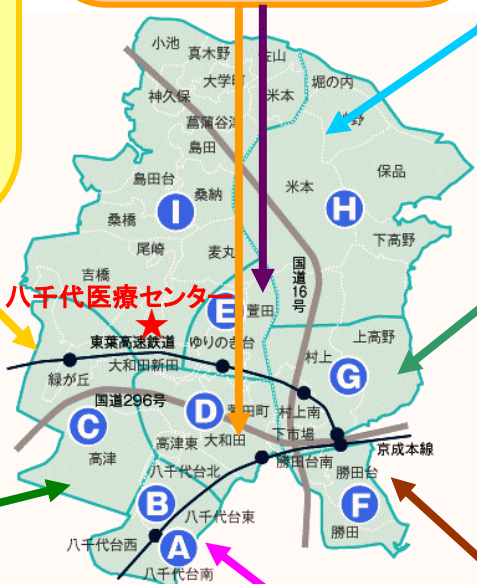 小池
真木野
佐山
大学町
堀の内
神久保
米本
菖蒲谷津
島田
保品
島田台
米本
桑納
I
H
桑橋
尾崎
麦丸
下高野
吉橋
国道16号
八千代医療センター
E
萱田
東葉高速鉄道
ゆりのき台
上高野
大和田新田
村上
緑が丘
G
国道296号
D
萱田町
村上南
C
下市場
高津東
大和田
京成本線
高津
勝田台南
八千代台北
勝田台
B
F
八千代台東
勝田
八千代台西
A
八千代台南